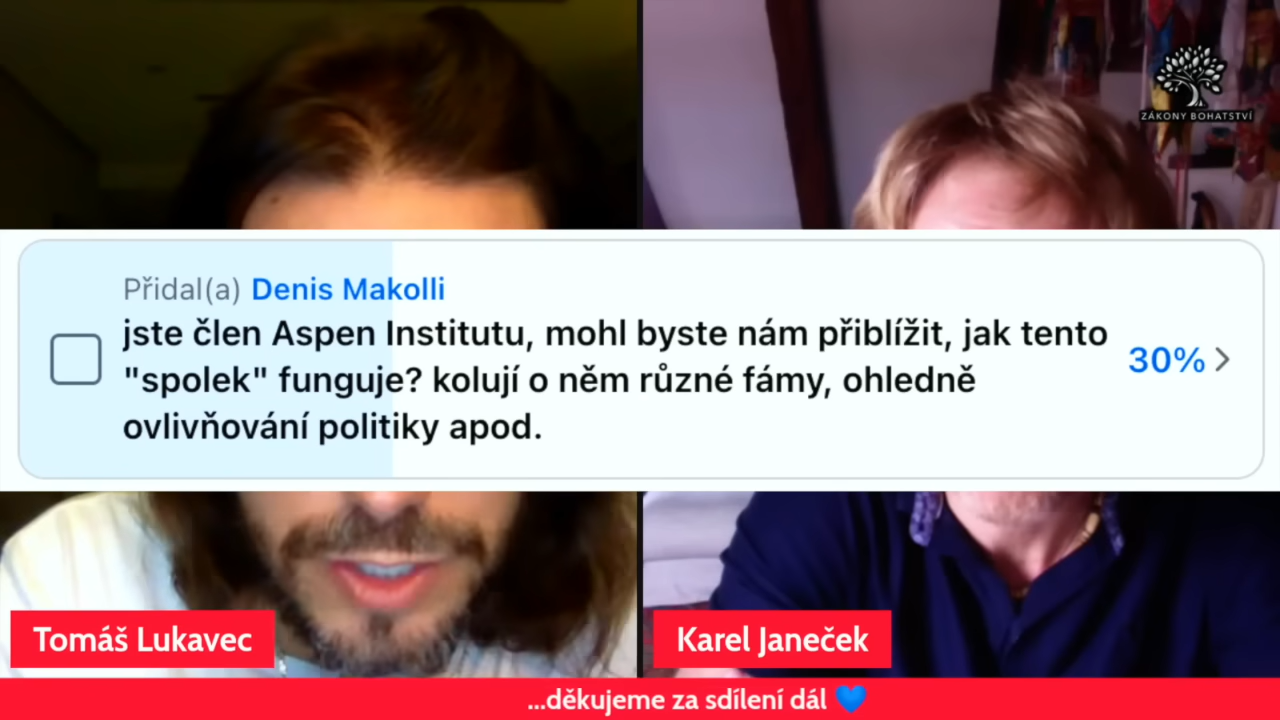 ZÁKONY BOHATSTVÍ
Přidal(a) Denis Makolli
jste člen Aspen Institutu, mohl byste nám přiblížit, jak tento
"spolek" funguje? kolují o něm různé fámy, ohledně
ovlivňování politiky apod.
30%
Tomáš Lukavec
Karel Janeček
...děkujeme za sdílení dál 💙